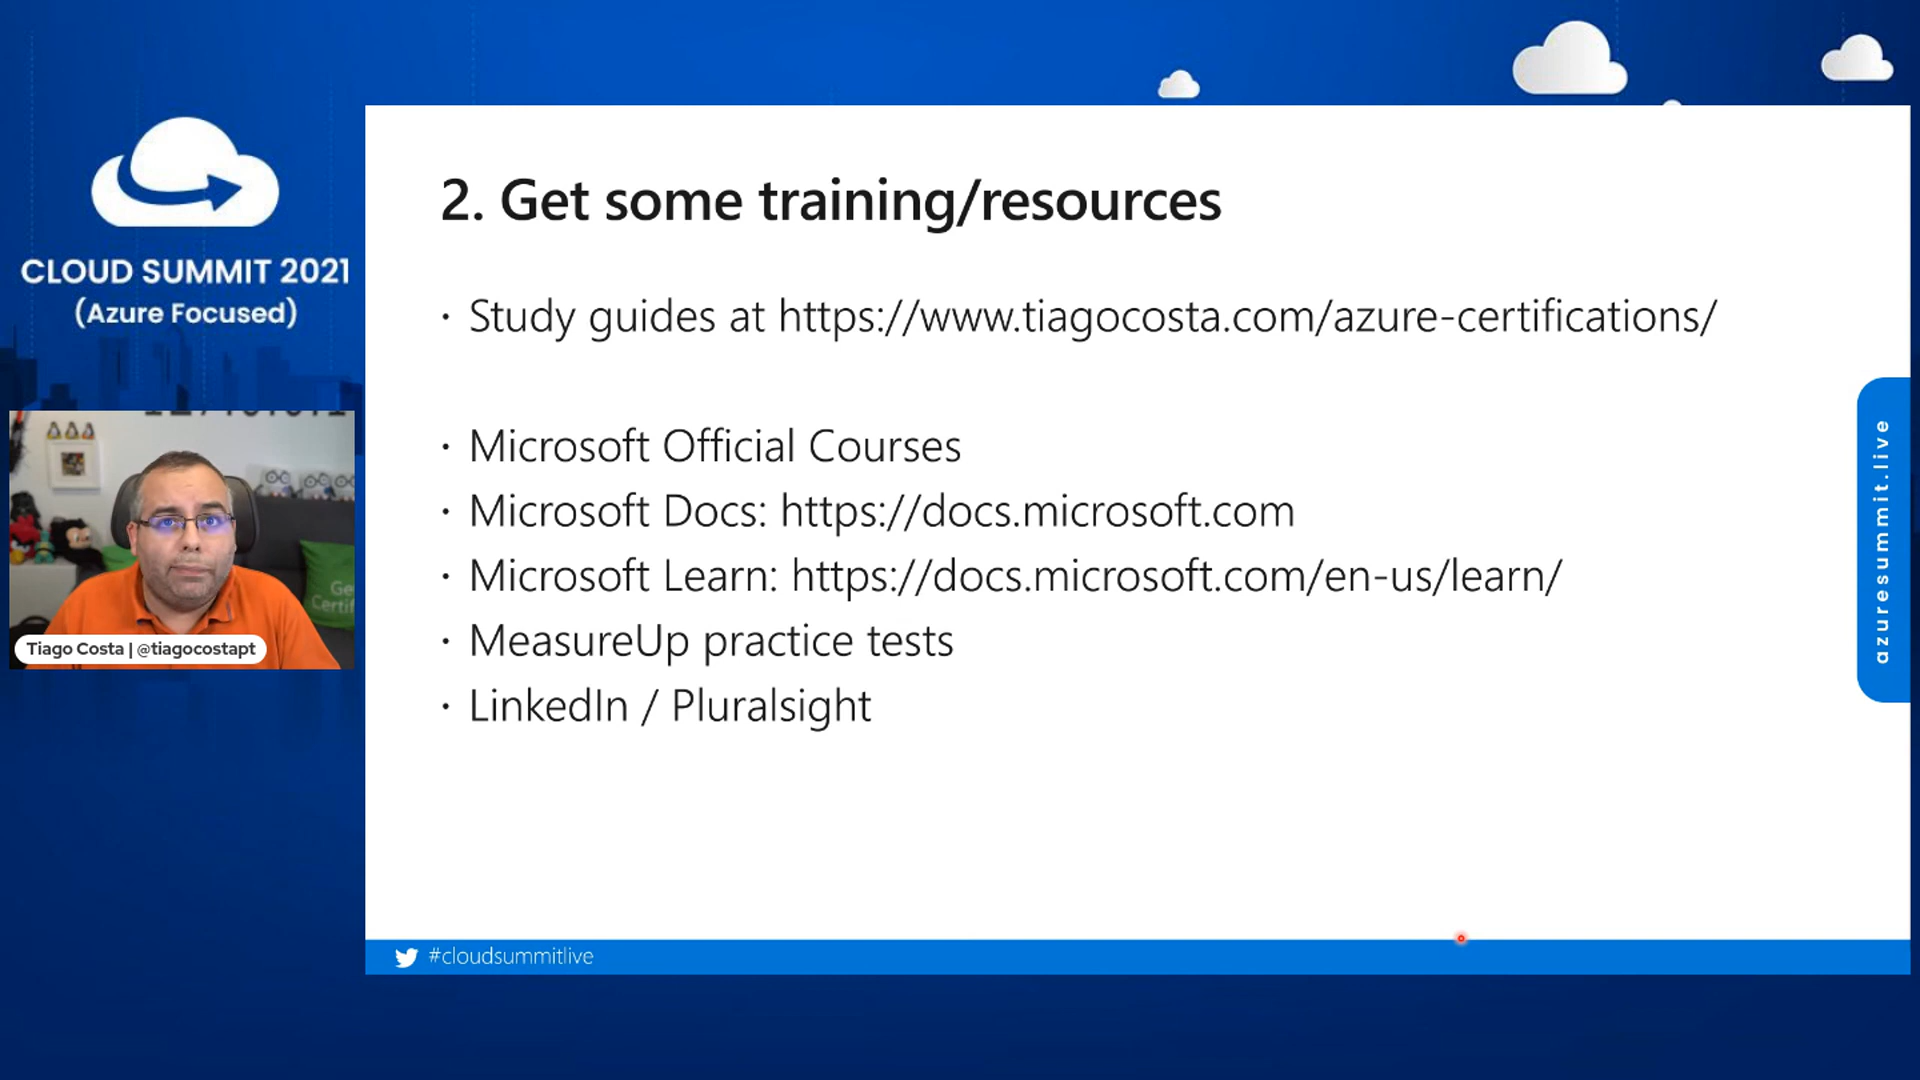 CLOUD SUMMIT 2021
(Azure Focused)
Tiago Costa | @tiagocostapt
2. Get some training/resources
· Study guides at https://www.tiagocosta.com/azure-certifications/
· Microsoft Official Courses
· Microsoft Docs: https://docs.microsoft.com
· Microsoft Learn: https://docs.microsoft.com/en-us/learn/
· MeasureUp practice tests
· LinkedIn / Pluralsight
#cloudsummitlive
azuresummit.live